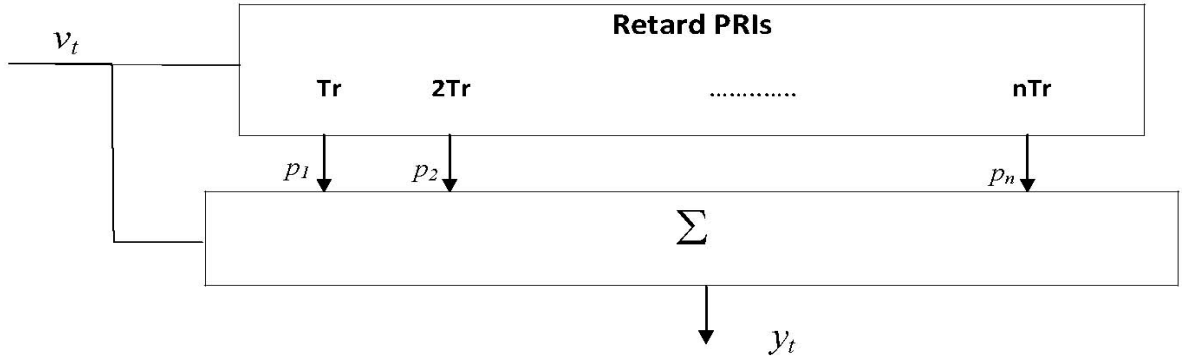 Retard PRIs
v_t
Tr 2Tr ............. nTr
p_1 p_2 p_n
∑
y_t